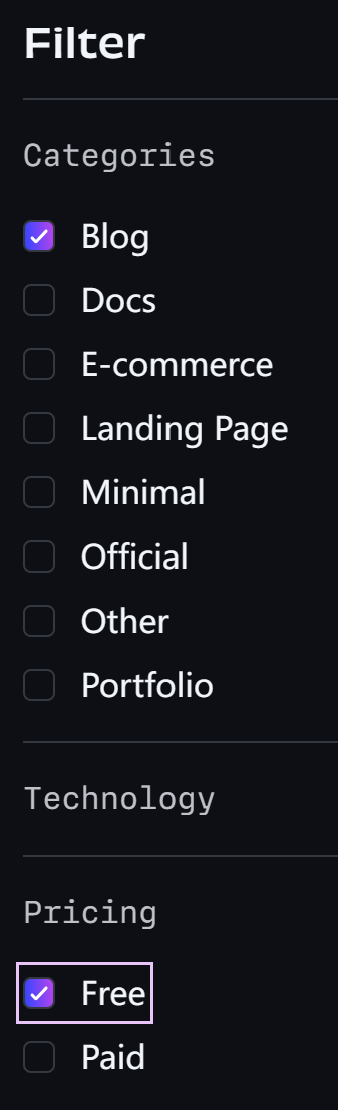 Filter
Categories
Blog
Docs
E-commerce
Landing Page
Minimal
Official
Other
Portfolio
Technology
Pricing
Free
Paid